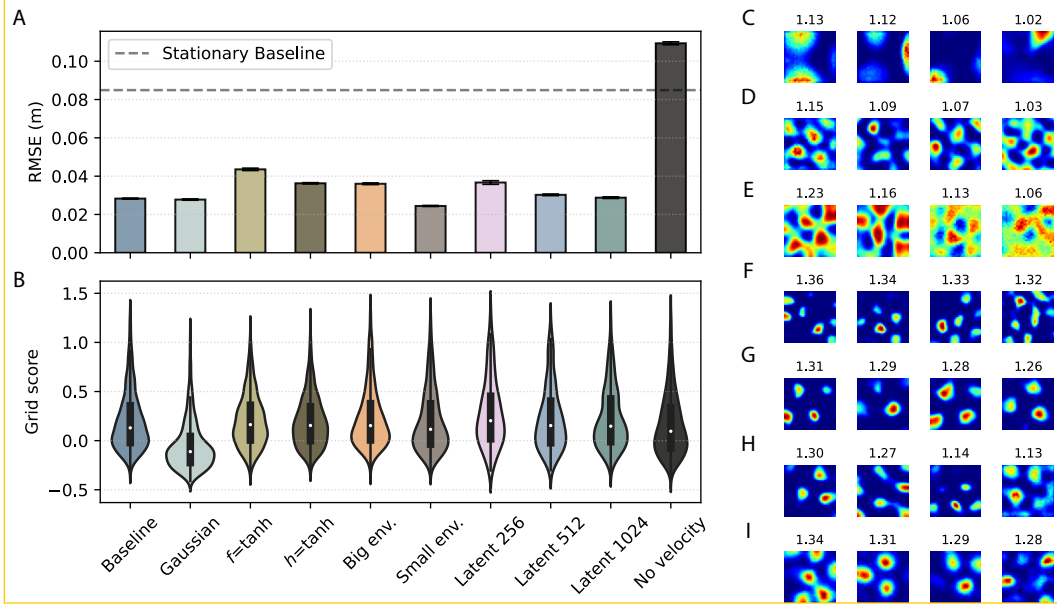 A
Stationary Baseline
RMSE (m)
0.10
0.08
0.06
0.04
0.02
0.00
B
Grid score
1.5
1.0
0.5
0.0
−0.5
Baseline
Gaussian
f=tanh
h=tanh
Big env.
Small env.
Latent 256
Latent 512
Latent 1024
No velocity
C
1.13 1.12 1.06 1.02
D
1.15 1.09 1.07 1.03
E
1.23 1.16 1.13 1.06
F
1.36 1.34 1.33 1.32
G
1.31 1.29 1.28 1.26
H
1.30 1.27 1.14 1.13
I
1.34 1.31 1.29 1.28